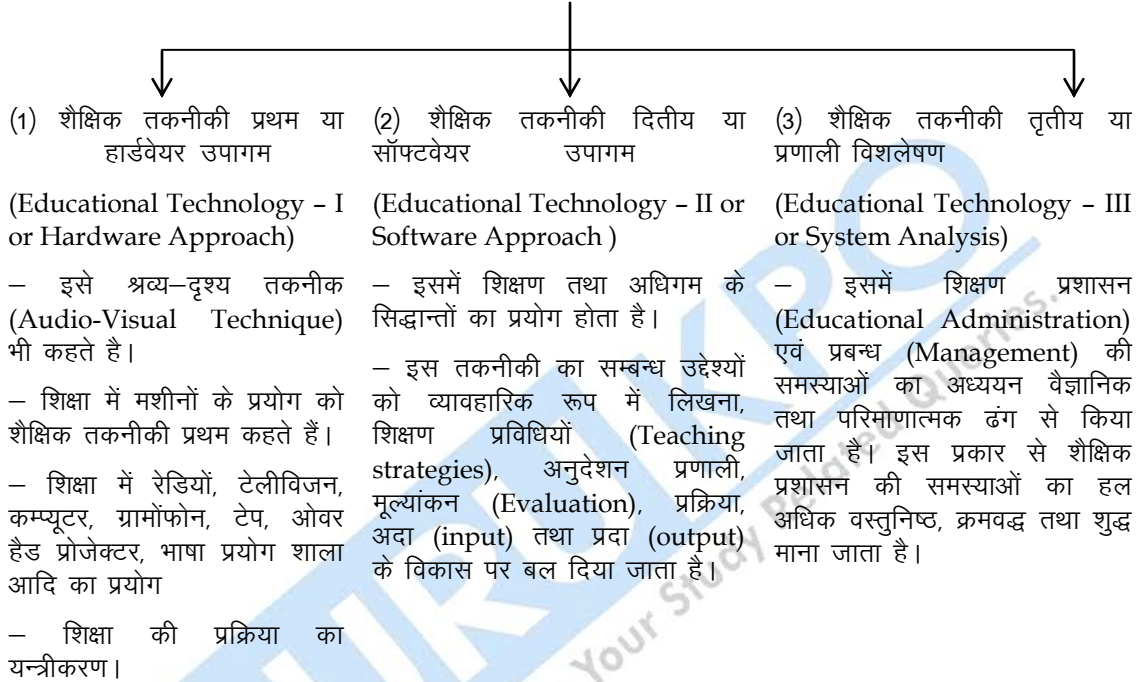 (1) शैक्षिक तकनीकी प्रथम या
हार्डवेयर उपागम
(Educational Technology – I
or Hardware Approach)
– इसे श्रव्य–दृश्य तकनीक
(Audio-Visual Technique)
भी कहते है।
– शिक्षा में मशीनों के प्रयोग को
शैक्षिक तकनीकी प्रथम कहते हैं।
– शिक्षा में रेडियों, टेलीविजन,
कम्प्यूटर, ग्रामोंफोन, टेप, ओवर
हैड प्रोजेक्टर, भाषा प्रयोग शाला
आदि का प्रयोग
– शिक्षा की प्रक्रिया का
यन्त्रीकरण।
(2) शैक्षिक तकनीकी दितीय या
सॉफ्टवेयर उपागम
(Educational Technology – II or
Software Approach )
– इसमें शिक्षण तथा अधिगम के
सिद्धान्तों का प्रयोग होता है।
– इस तकनीकी का सम्बन्ध उद्देश्यों
को व्यावहारिक रूप में लिखना,
शिक्षण प्रविधियों (Teaching
strategies), अनुदेशन प्रणाली,
मूल्यांकन (Evaluation), प्रक्रिया,
अदा (input) तथा प्रदा (output)
के विकास पर बल दिया जाता है।
(3) शैक्षिक तकनीकी तृतीय या
प्रणाली विशलेषण
(Educational Technology – III
or System Analysis)
– इसमें शिक्षण प्रशासन
(Educational Administration)
एवं प्रबन्ध (Management) की
समस्याओं का अध्ययन वैज्ञानिक
तथा परिमाणात्मक ढंग से किया
जाता है। इस प्रकार से शैक्षिक
प्रशासन की समस्याओं का हल
अधिक वस्तुनिष्ठ, क्रमवद्ध तथा शुद्ध
माना जाता है।
URUKPO
Your Study Related Queries.